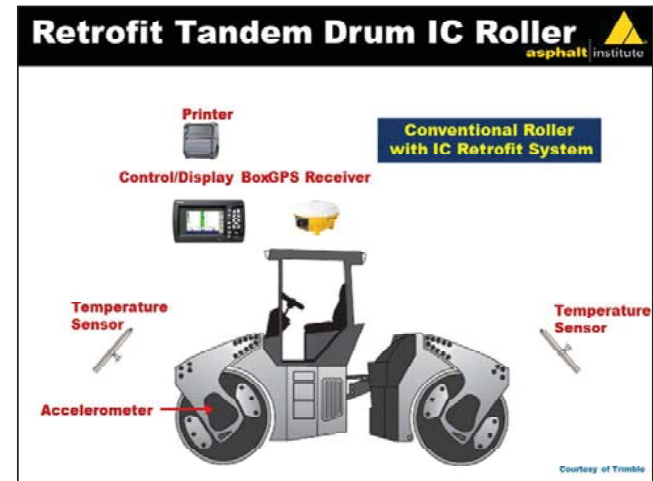 Retrofit Tandem Drum IC Roller
asphalt institute
Printer
Conventional Roller
with IC Retrofit System
Control/Display BoxGPS Receiver
Temperature
Sensor
Temperature
Sensor
Accelerometer
Courtesy of Trimble